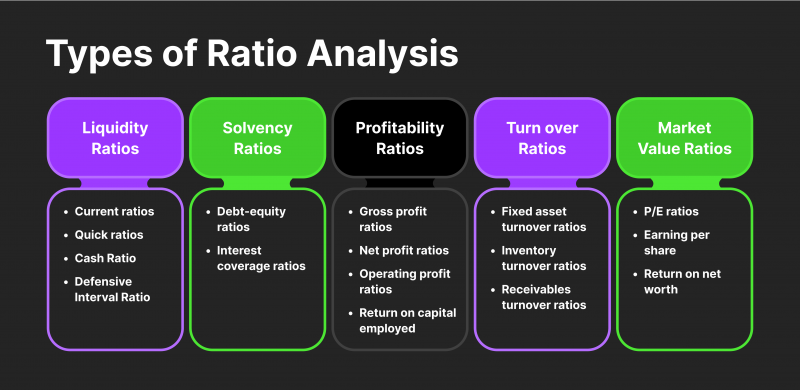 Types of Ratio Analysis
Liquidity
Ratios
• Current ratios
• Quick ratios
• Cash Ratio
• Defensive
Interval Ratio
Solvency
Ratios
• Debt-equity
ratios
• Interest
coverage ratios
Profitability
Ratios
• Gross profit
ratios
• Net profit ratios
• Operating profit
ratios
• Return on capital
employed
Turn over
Ratios
• Fixed asset
turnover ratios
• Inventory
turnover ratios
• Receivables
turnover ratios
Market
Value Ratios
• P/E ratios
• Earning per
share
• Return on net
worth